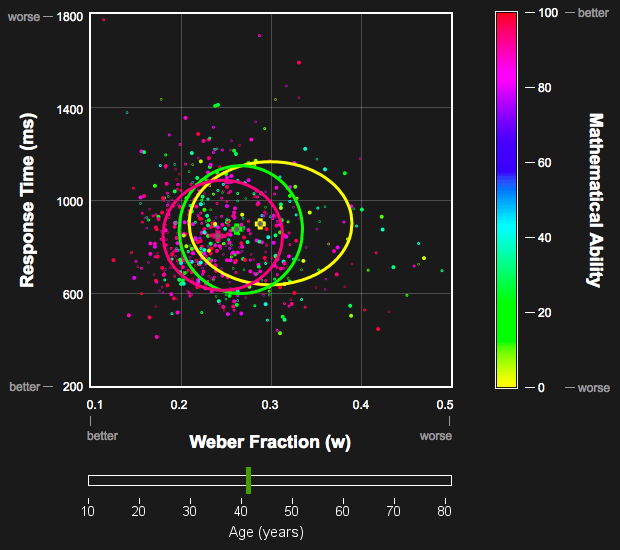 worse
1800
1400
1000
600
better
200
Response Time (ms)
0.1
0.2
0.3
0.4
0.5
better
Weber Fraction (w)
worse
10
20
30
40
50
60
70
80
Age (years)
100
better
80
60
40
20
0
worse
Mathematical Ability